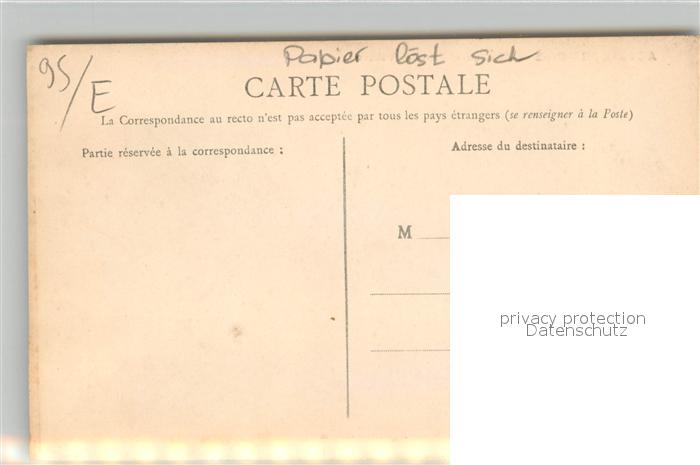 Papier löst sich
95/E
CARTE POSTALE
La Correspondance au recto n'est pas acceptée par tous les pays étrangers (se renseigner à la Poste)
Partie réservée à la correspondance :
Adresse du destinataire :
M
privacy protection
Datenschutz